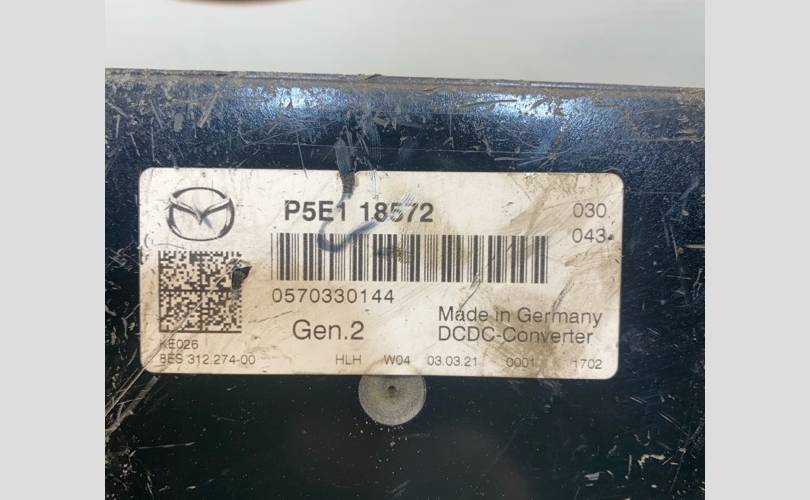 P5E1 18572
030
043
0570330144
Gen.2
Made in Germany
DCDC-Converter
KE026
8ES 312.274-00
HLH W04 03.03.21 0001 1702